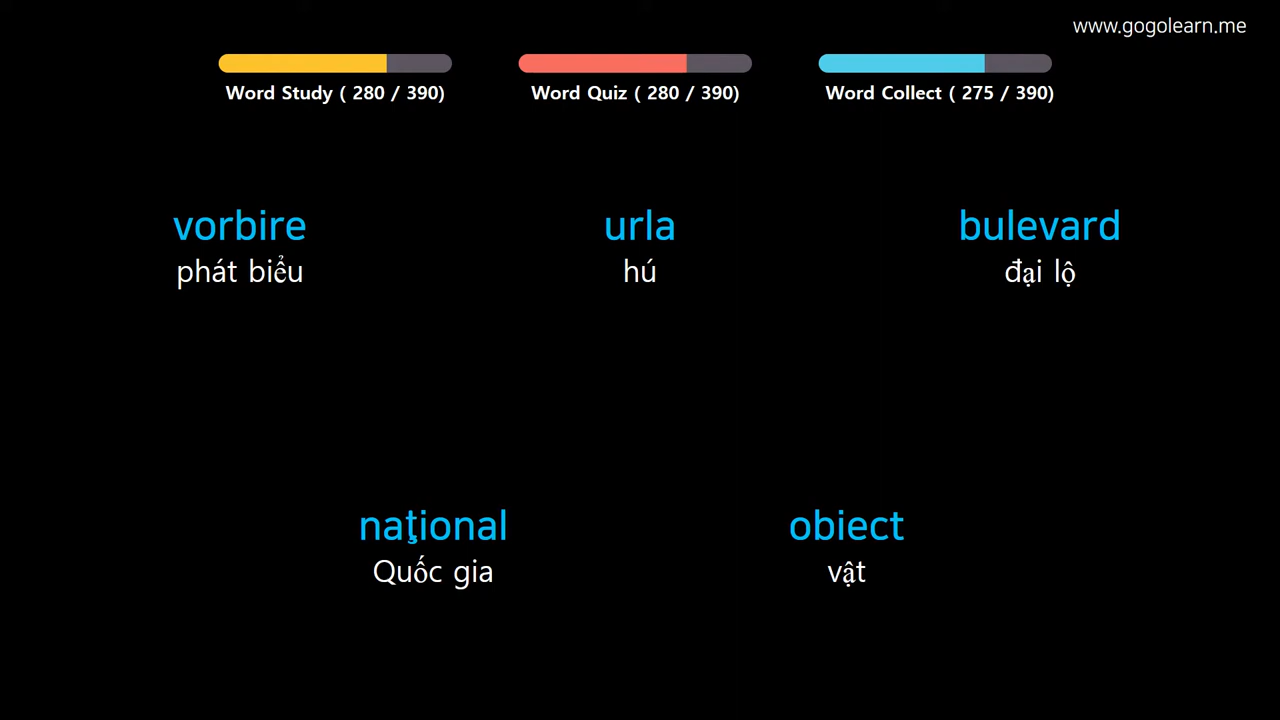 www.gogolearn.me
Word Study ( 280 / 390)
Word Quiz ( 280 / 390)
Word Collect ( 275 / 390)
vorbire
phát biểu
urla
hú
bulevard
đại lộ
naţional
Quốc gia
obiect
vật